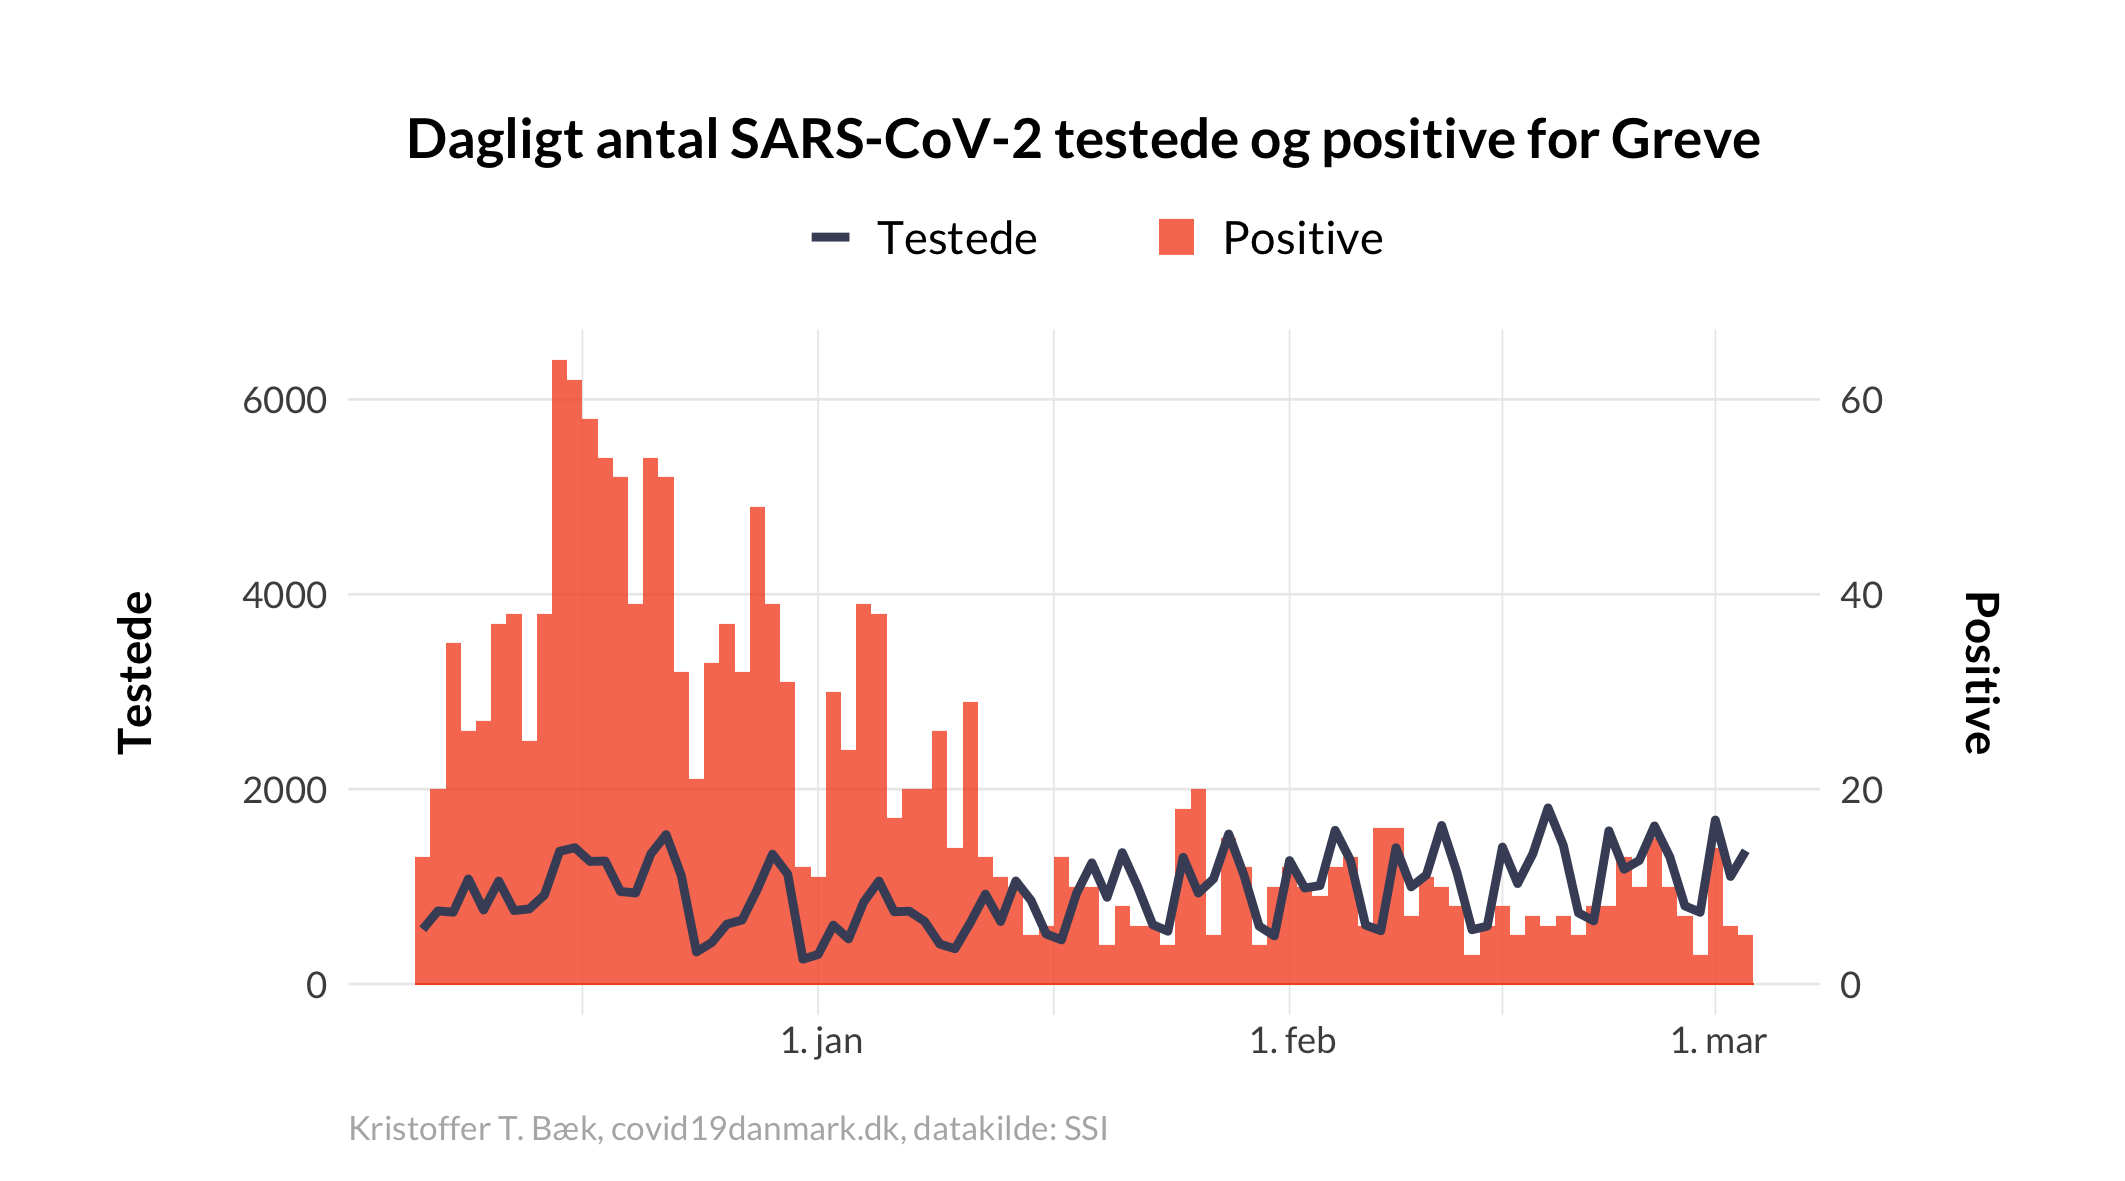 Dagligt antal SARS-CoV-2 testede og positive for Greve
Testede Positive
6000 60
4000 40
2000 20
0 0
Testede
Positive
1. jan 1. feb 1. mar
Kristoffer T. Bæk, covid19danmark.dk, datakilde: SSI